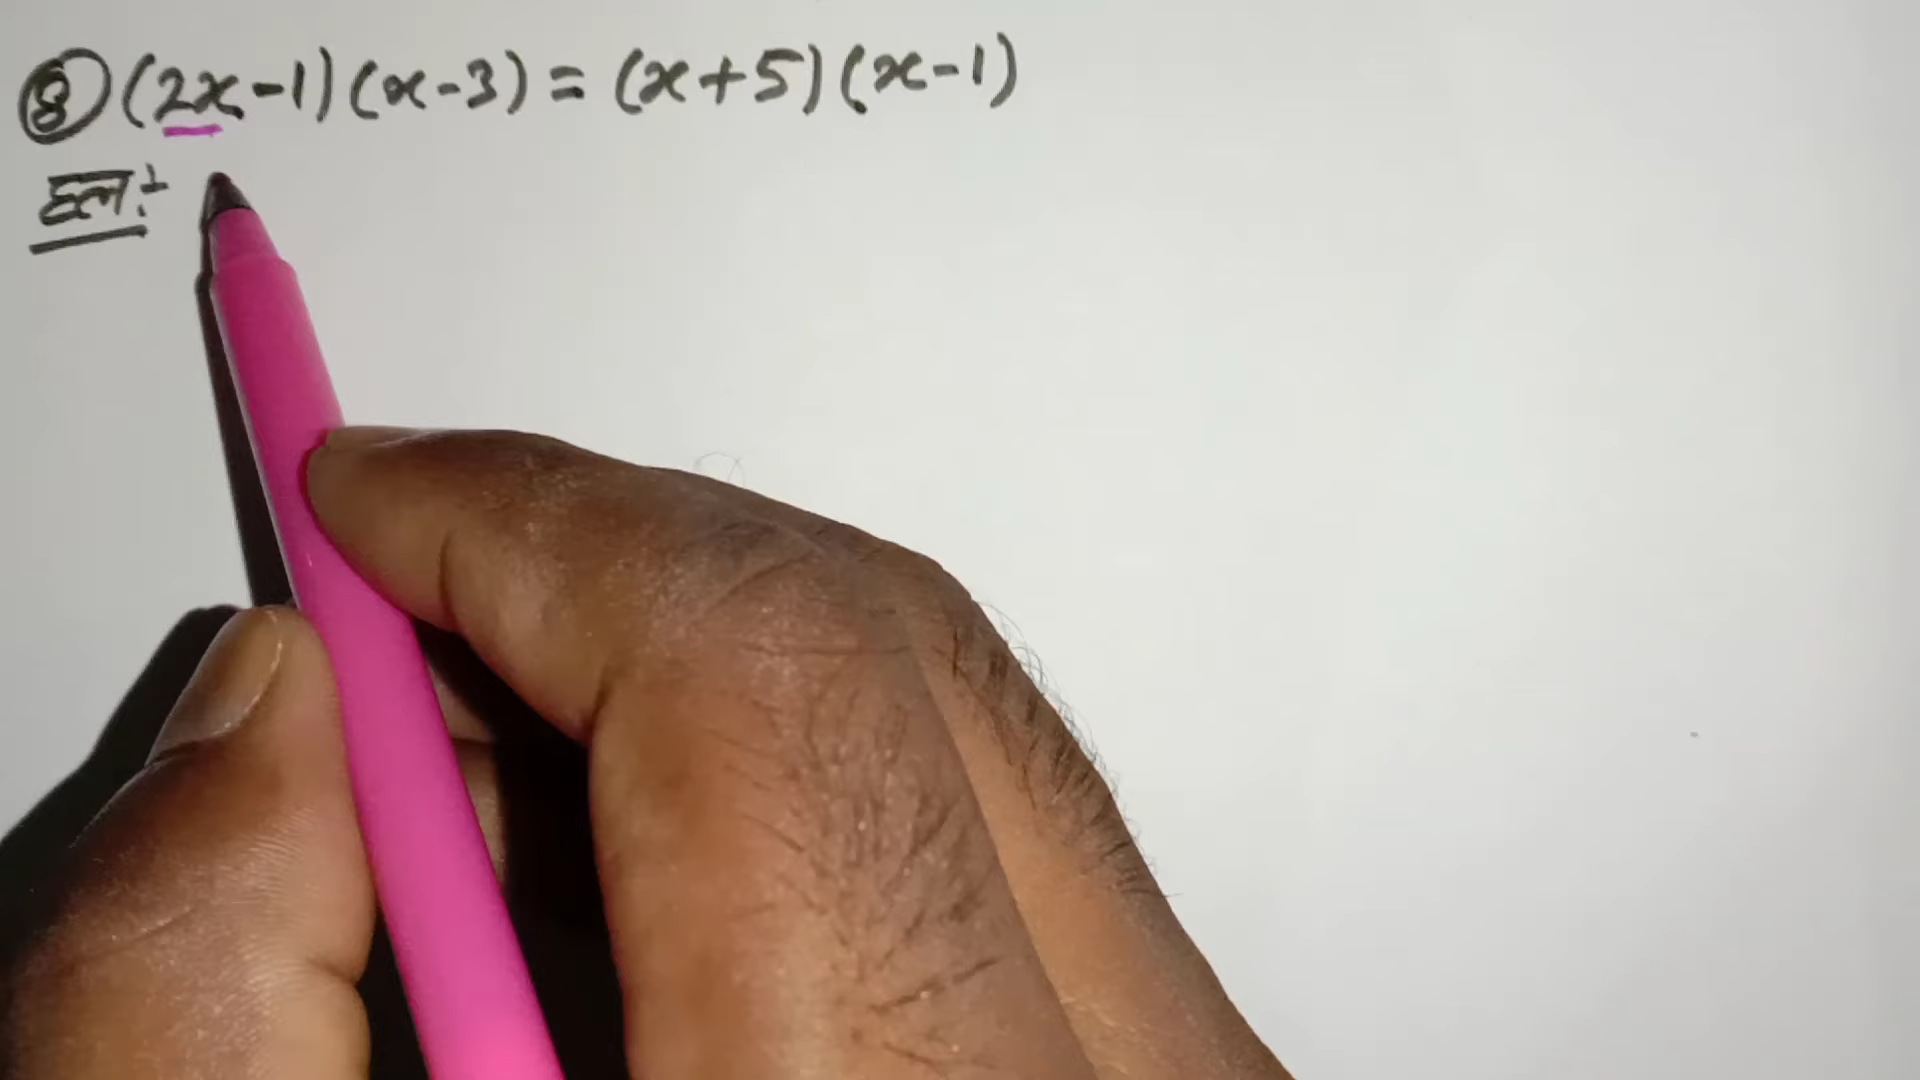 ⑧ (2x-1)(x-3) = (x+5)(x-1)
हल:-